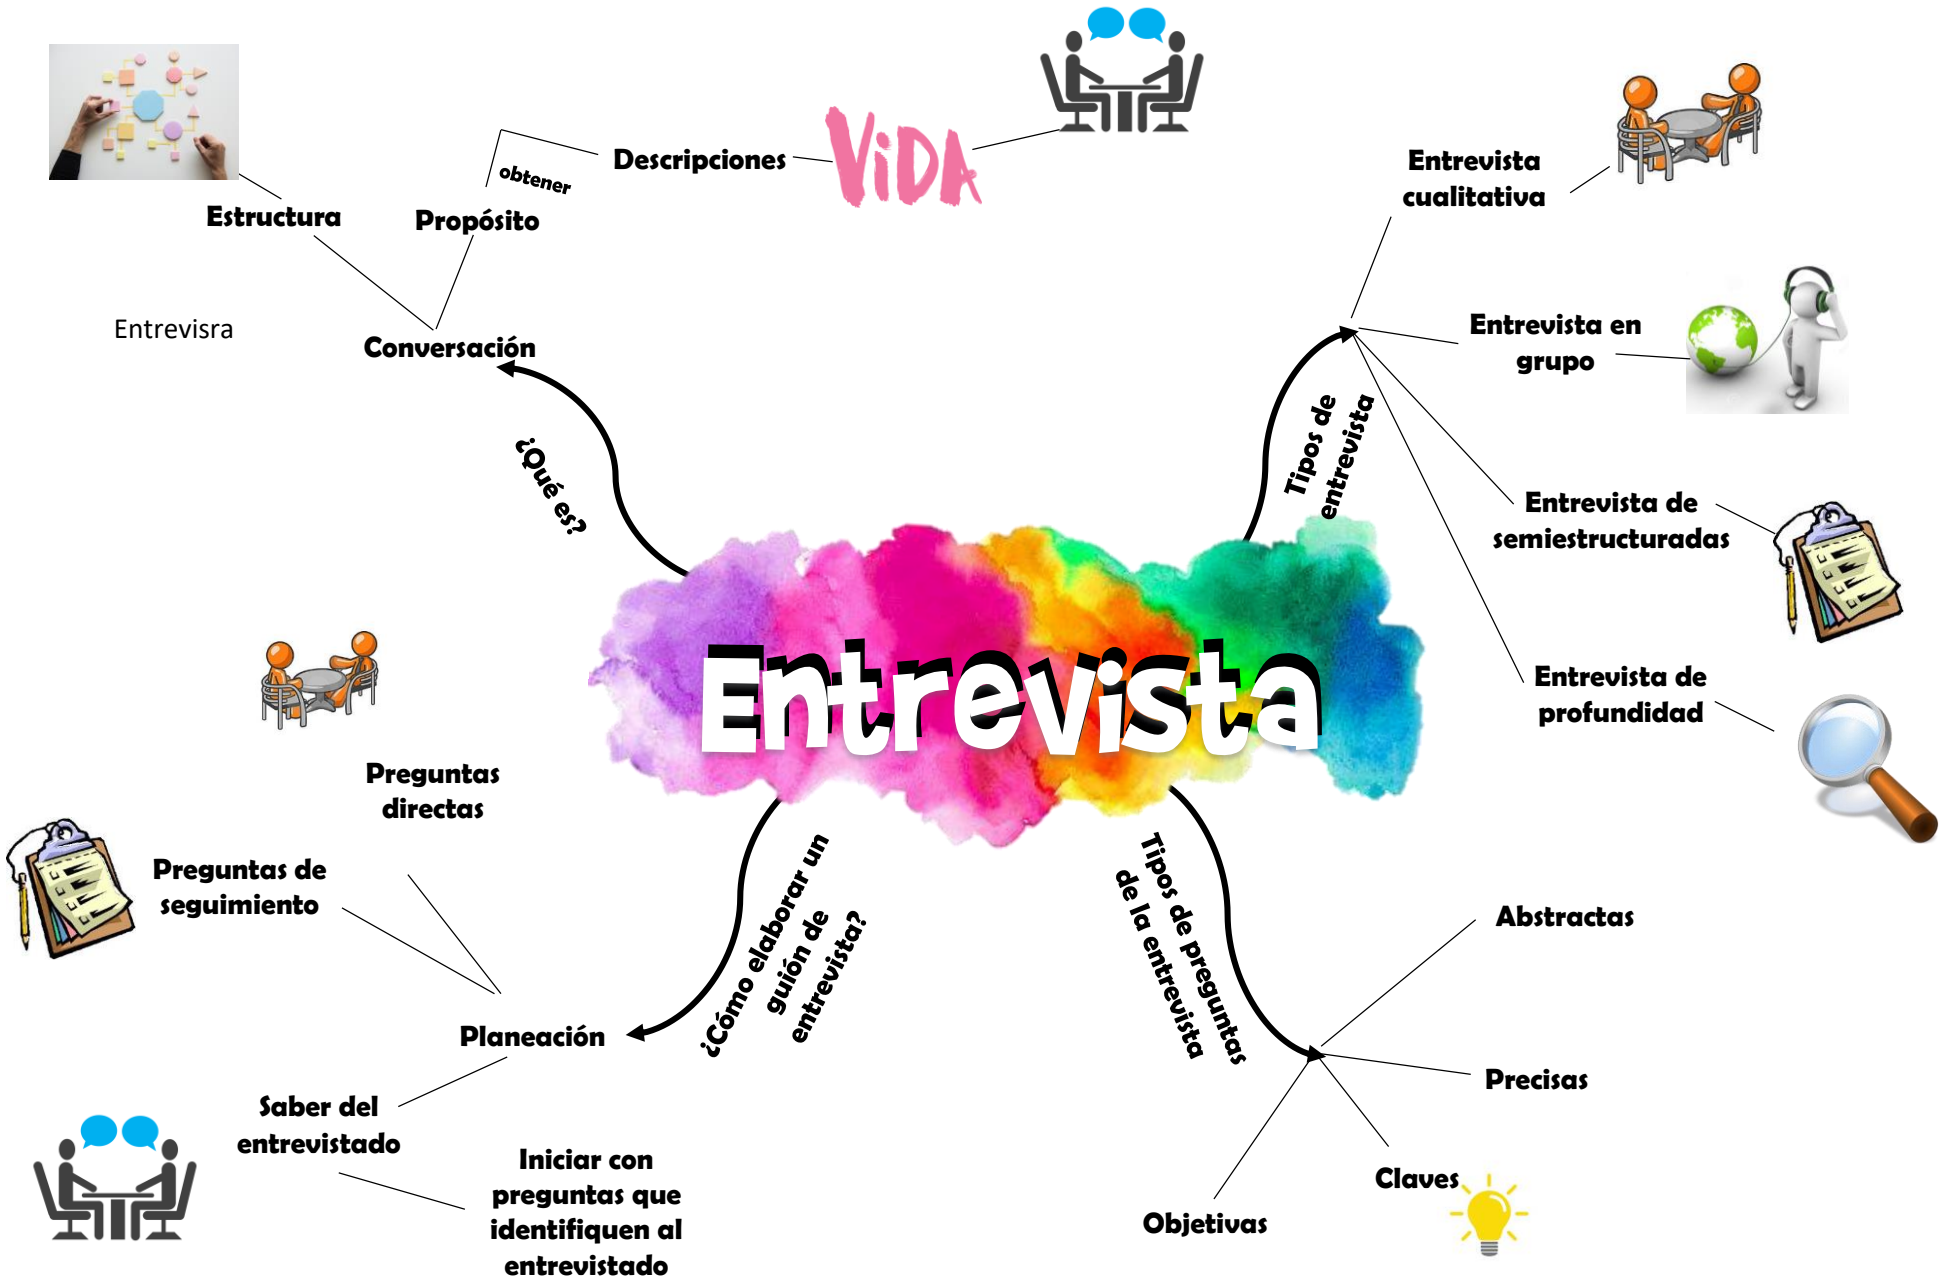 Estructura
Propósito
obtener
Descripciones
ViDA
Entrevisra
Conversación
¿Qué es?
Entrevista
cualitativa
Entrevista en
grupo
Tipos de
entrevista
Entrevista de
semiestructuradas
Entrevista de
profundidad
Entrevista
Preguntas
directas
Preguntas de
seguimiento
Planeación
¿Cómo elaborar un
guión de
entrevista?
Saber del
entrevistado
Iniciar con
preguntas que
identifiquen al
entrevistado
Tipos de preguntas
de la entrevista
Abstractas
Precisas
Claves
Objetivas